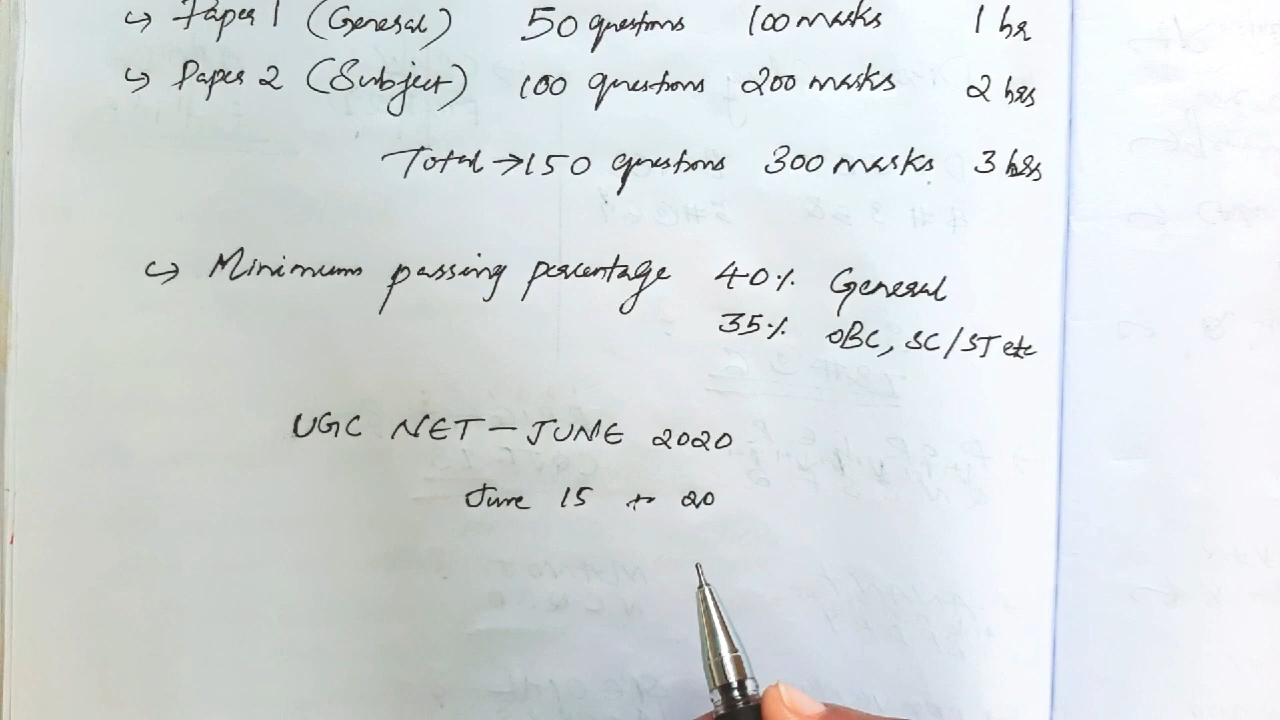 ↪ Paper 1 (General) 50 questions 100 marks 1 hr
↪ Paper 2 (Subject) 100 questions 200 marks 2 hrs
Total → 150 questions 300 marks 3 hrs
↪ Minimum passing percentage 40% General
35% OBC, SC/ST etc
UGC NET - JUNE 2020
June 15 to 20